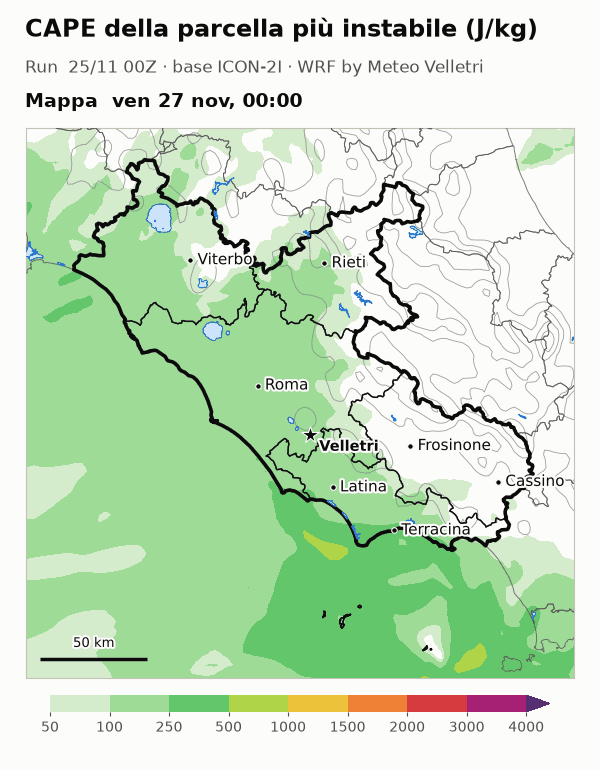 CAPE della parcella più instabile (J/kg)
Run  25/11 00Z · base ICON-2I · WRF by Meteo Velletri
Mappa  ven 27 nov, 00:00
Viterbo
Rieti
Roma
Velletri
Frosinone
Latina
Cassino
Terracina
50 km
50 100 250 500 1000 1500 2000 3000 4000